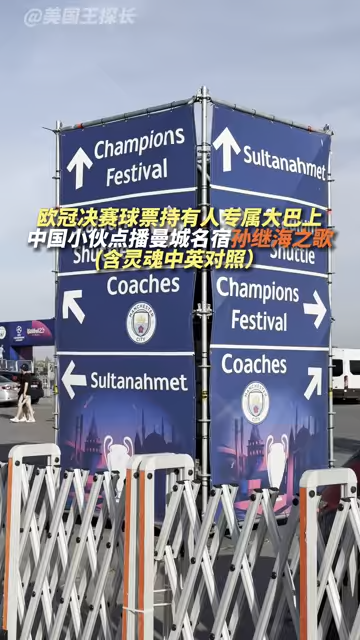 @美国王探长
Champions
Festival
Sultanahmet
欧冠决赛球票持有人专属大巴上
中国小伙点播曼城名宿孙继海之歌
(含灵魂中英对照)
Shuttle
Shuttle
Coaches
Champions
Festival
Sultanahmet
Coaches